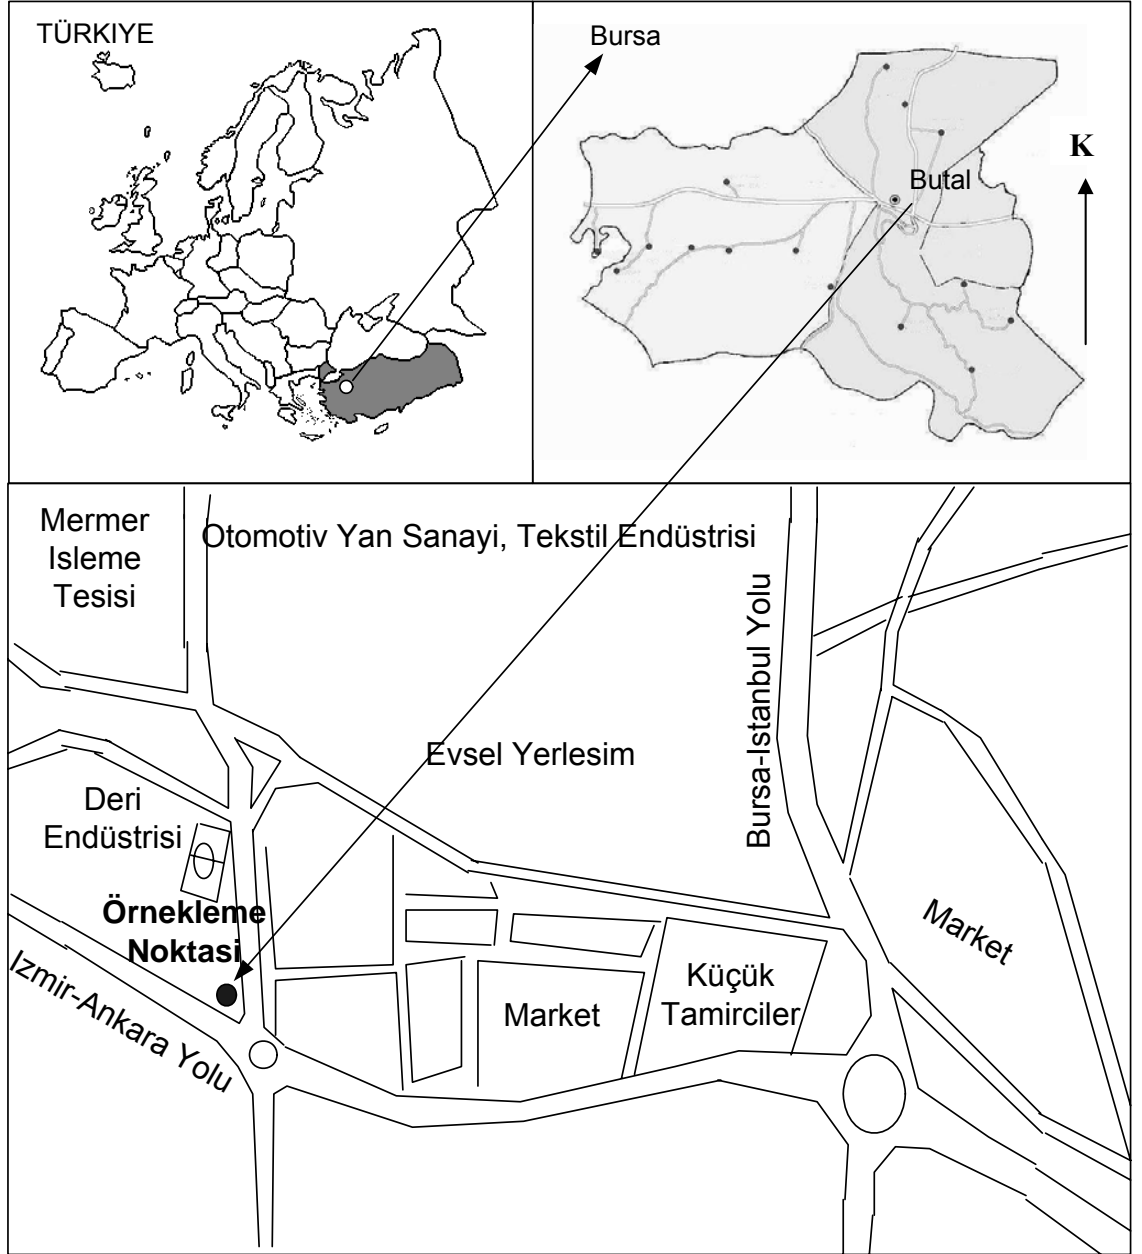 TÜRKIYE
Bursa
K
Butal
Mermer
Isleme
Tesisi
Otomotiv Yan Sanayi, Tekstil Endüstrisi
Bursa-Istanbul Yolu
Evsel Yerlesim
Deri
Endüstrisi
Örnekleme
Noktasi
Izmir-Ankara Yolu
Market
Küçük
Tamirciler
Market